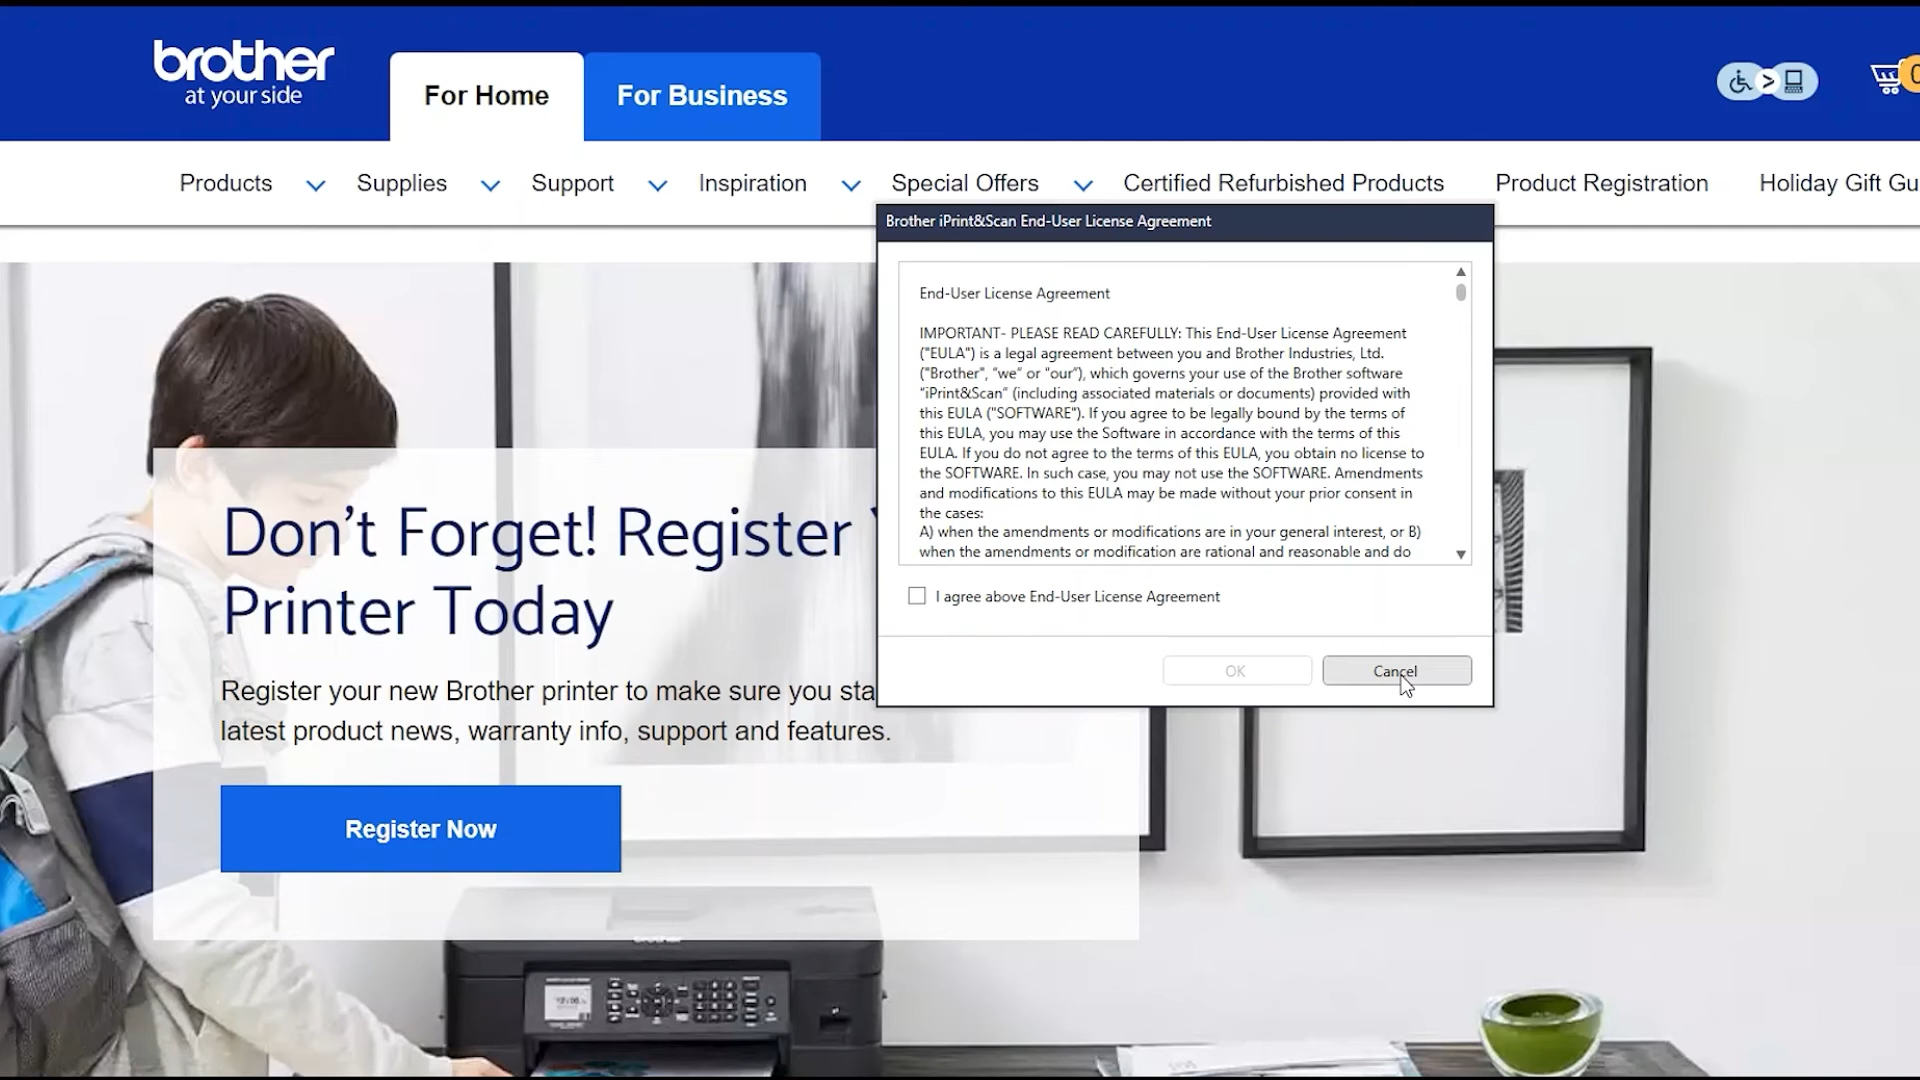 brother
at your side
For Home
For Business
Products
Supplies
Support
Inspiration
Special Offers
Certified Refurbished Products
Product Registration
Holiday Gift Gu
Brother iPrint&Scan End-User License Agreement
End-User License Agreement
IMPORTANT- PLEASE READ CAREFULLY: This End-User License Agreement
("EULA") is a legal agreement between you and Brother Industries, Ltd.
("Brother", "we" or "our"), which governs your use of the Brother software
"iPrint&Scan" (including associated materials or documents) provided with
this EULA ("SOFTWARE"). If you agree to be legally bound by the terms of
this EULA, you may use the Software in accordance with the terms of this
EULA. If you do not agree to the terms of this EULA, you obtain no license to
the SOFTWARE. In such case, you may not use the SOFTWARE. Amendments
and modifications to this EULA may be made without your prior consent in
the cases:
A) when the amendments or modifications are in your general interest, or B)
when the amendments or modification are rational and reasonable and do
I agree above End-User License Agreement
OK
Cancel
Don't Forget! Register
Printer Today
Register your new Brother printer to make sure you sta
latest product news, warranty info, support and features.
Register Now